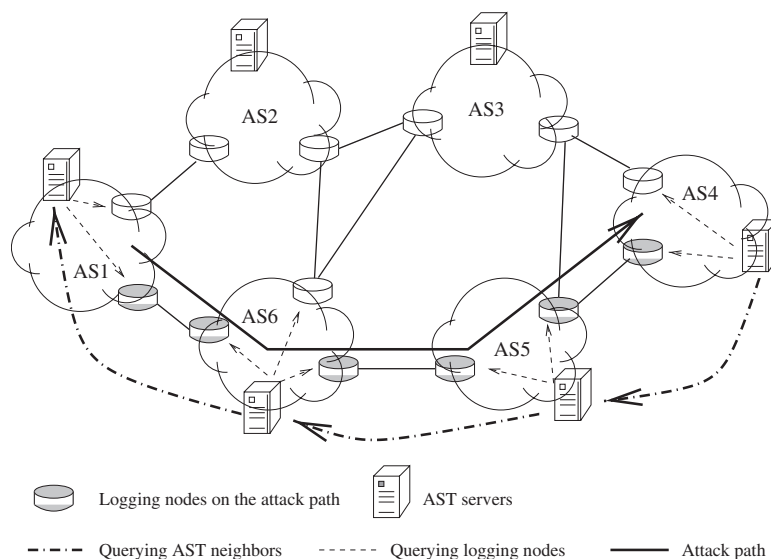 AS2
AS3
AS4
AS1
AS6
AS5
Logging nodes on the attack path
AST servers
Querying AST neighbors
Querying logging nodes
Attack path